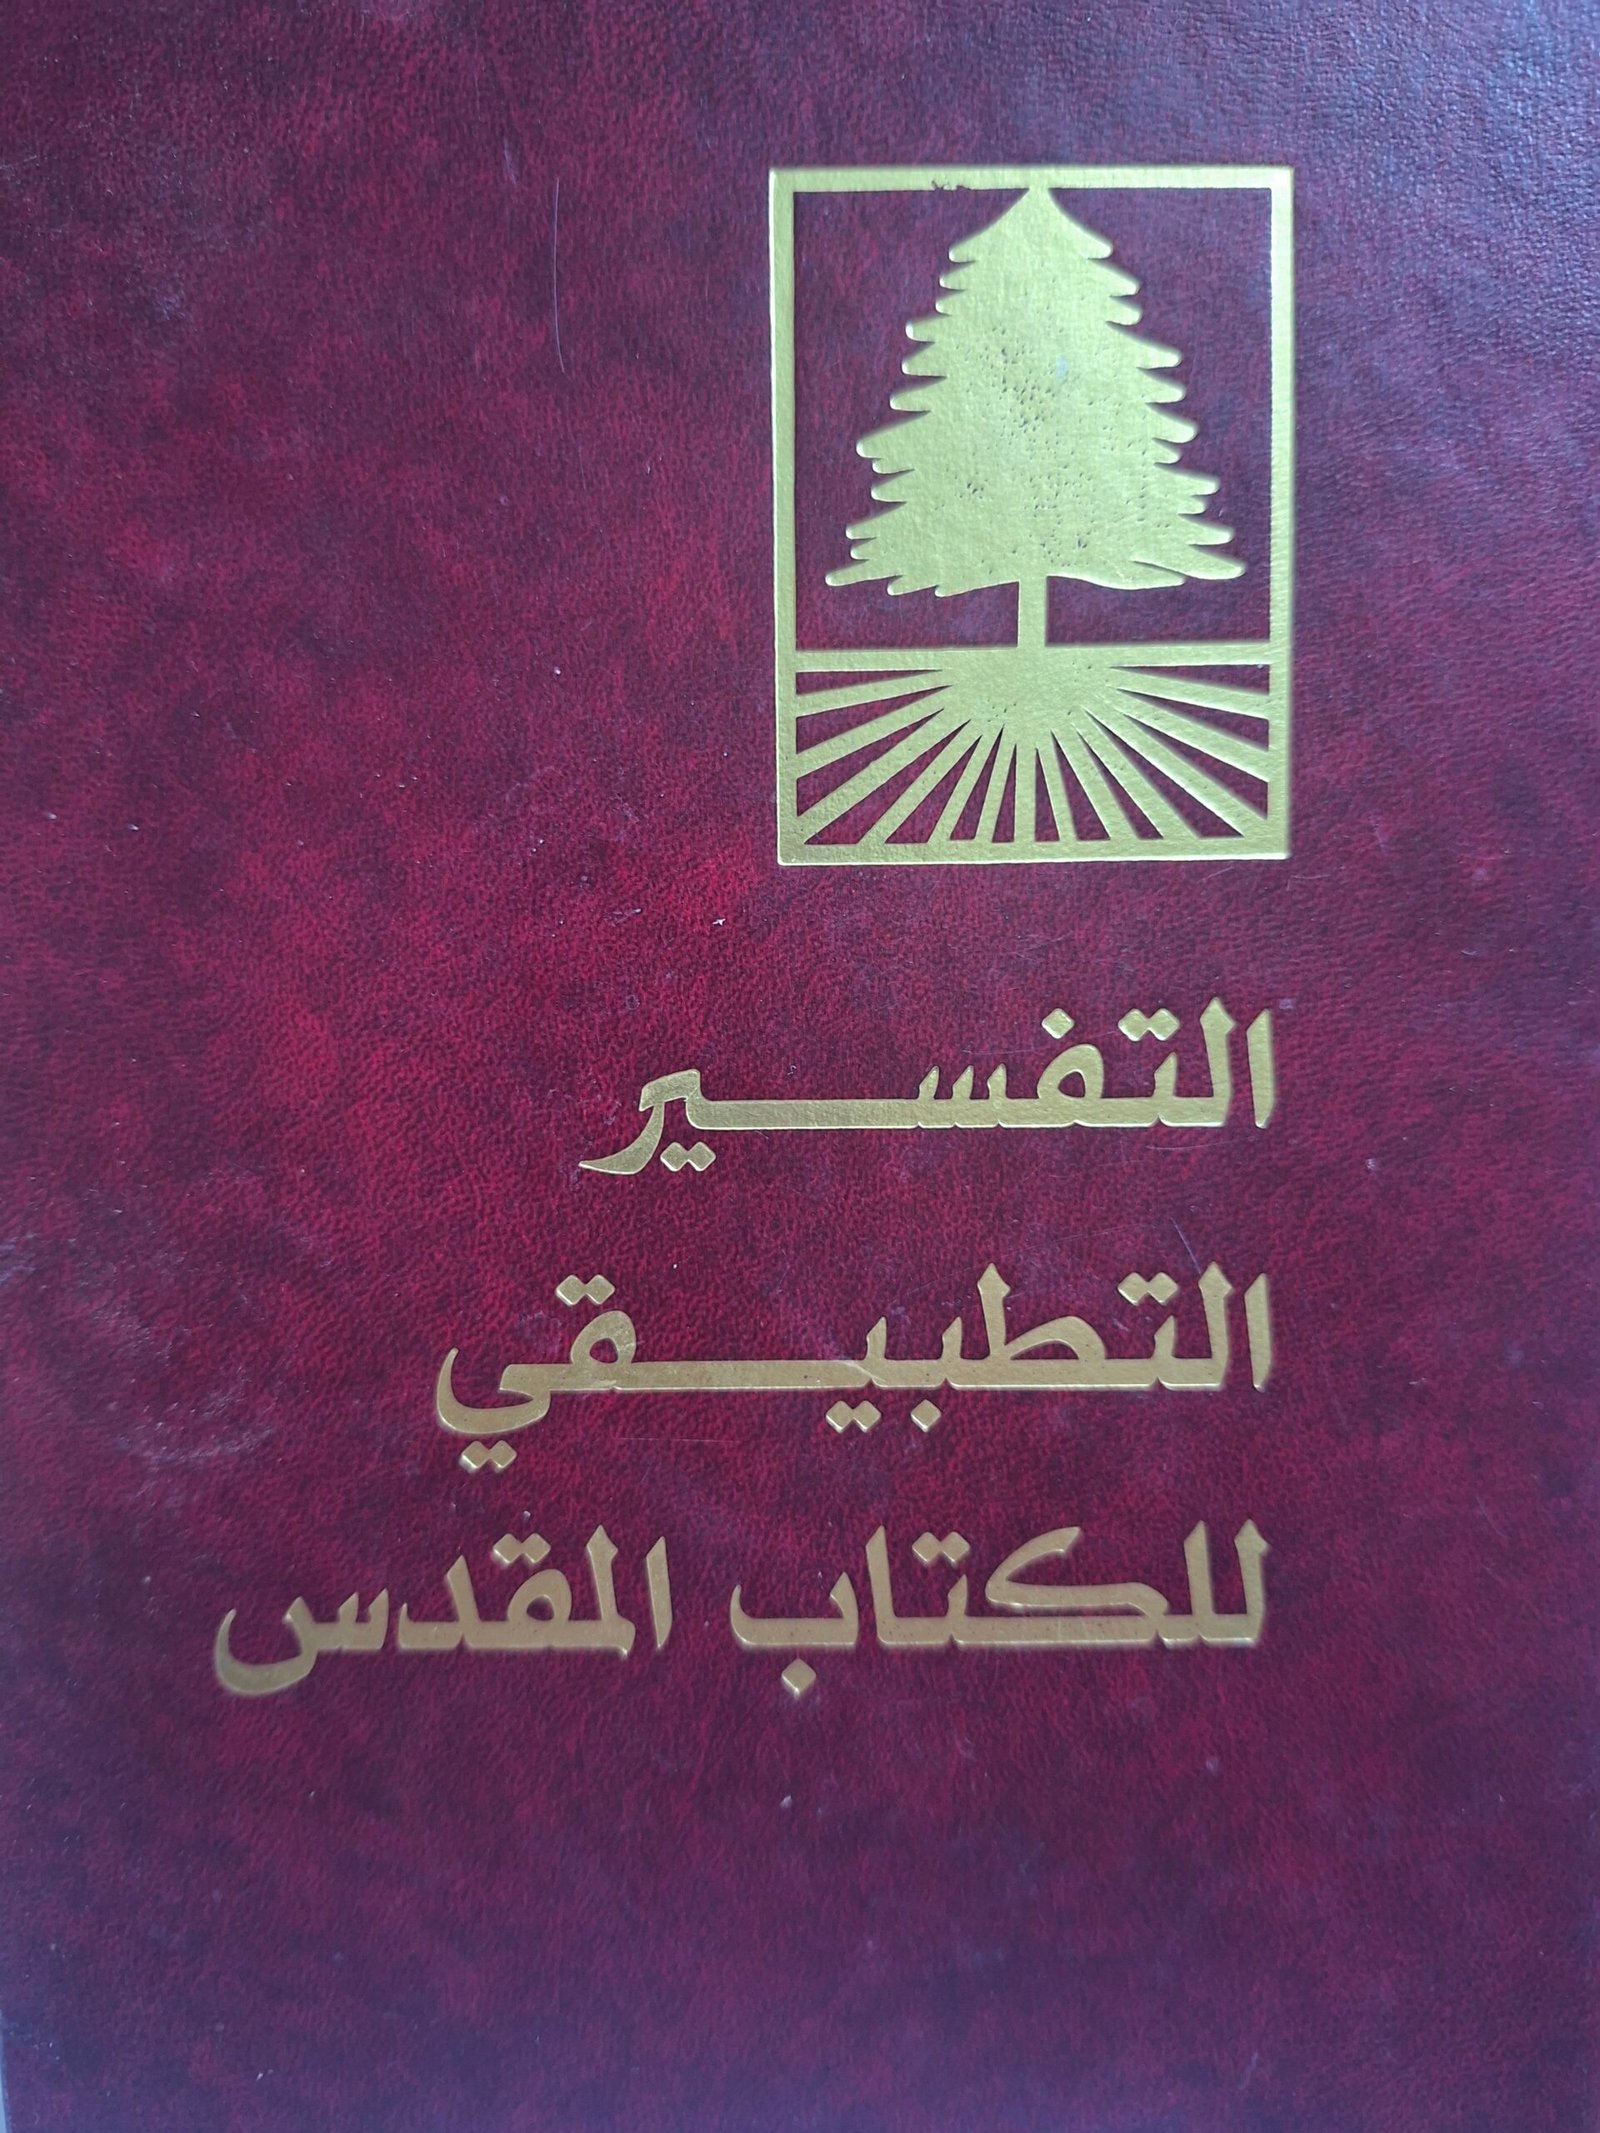 التفسير
التطبيقي
للكتاب المقدس